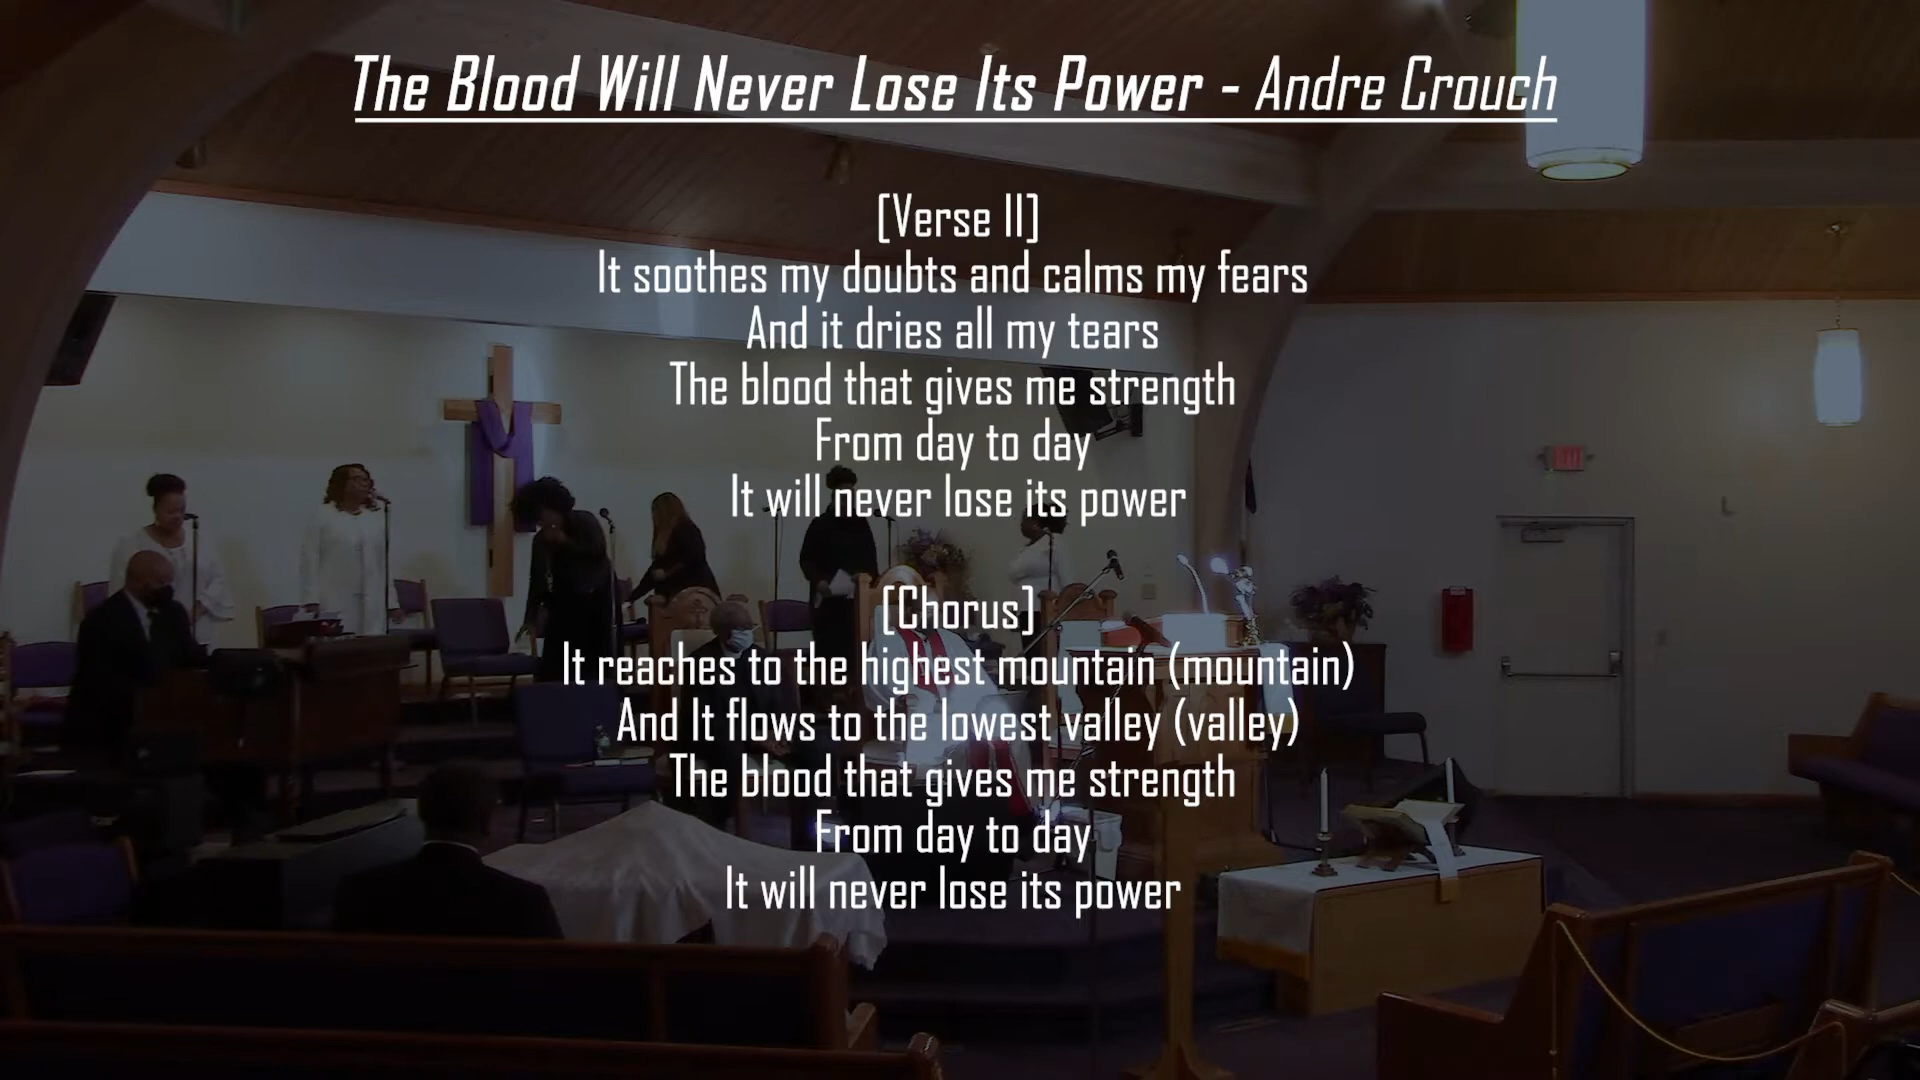 The Blood Will Never Lose Its Power - Andre Crouch
[Verse II]
It soothes my doubts and calms my fears
And it dries all my tears
The blood that gives me strength
From day to day
It will never lose its power
[Chorus]
It reaches to the highest mountain (mountain)
And It flows to the lowest valley (valley)
The blood that gives me strength
From day to day
It will never lose its power